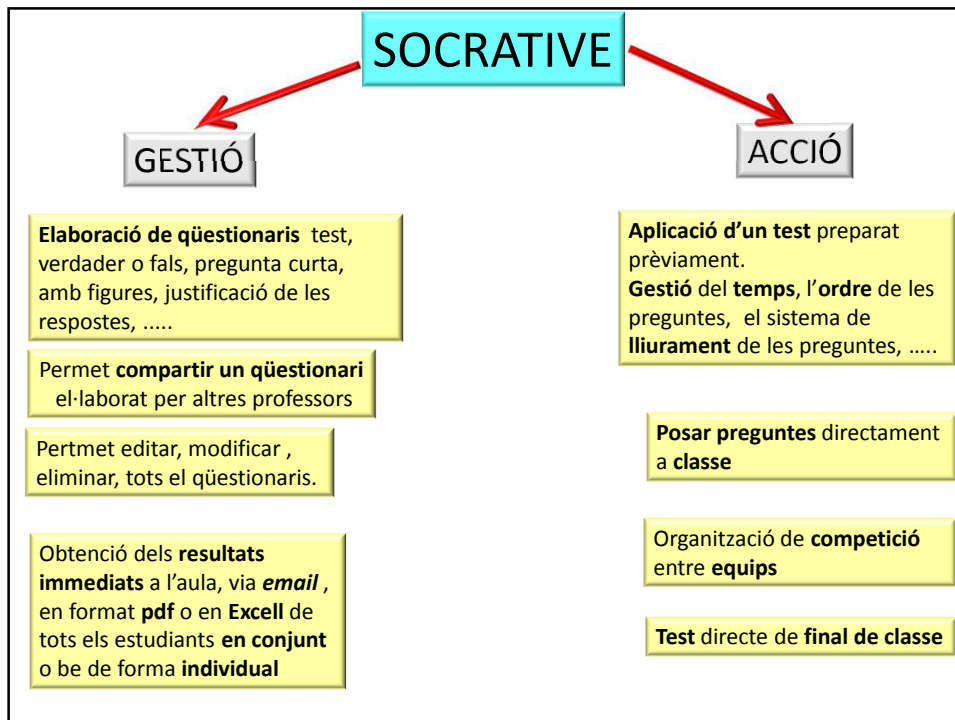 SOCRATIVE
GESTIÓ
Elaboració de qüestionaris test,
verdader o fals, pregunta curta,
amb figures, justificació de les
respostes, .....
Permet compartir un qüestionari
el·laborat per altres professors
Pertmet editar, modificar ,
eliminar, tots el qüestionaris.
Obtenció dels resultats
immediats a l’aula, via email ,
en format pdf o en Excell de
tots els estudiants en conjunt
o be de forma individual
ACCIÓ
Aplicació d’un test preparat
prèviament.
Gestió del temps, l’ordre de les
preguntes, el sistema de
lliurament de les preguntes, .....
Posar preguntes directament
a classe
Organització de competició
entre equips
Test directe de final de classe